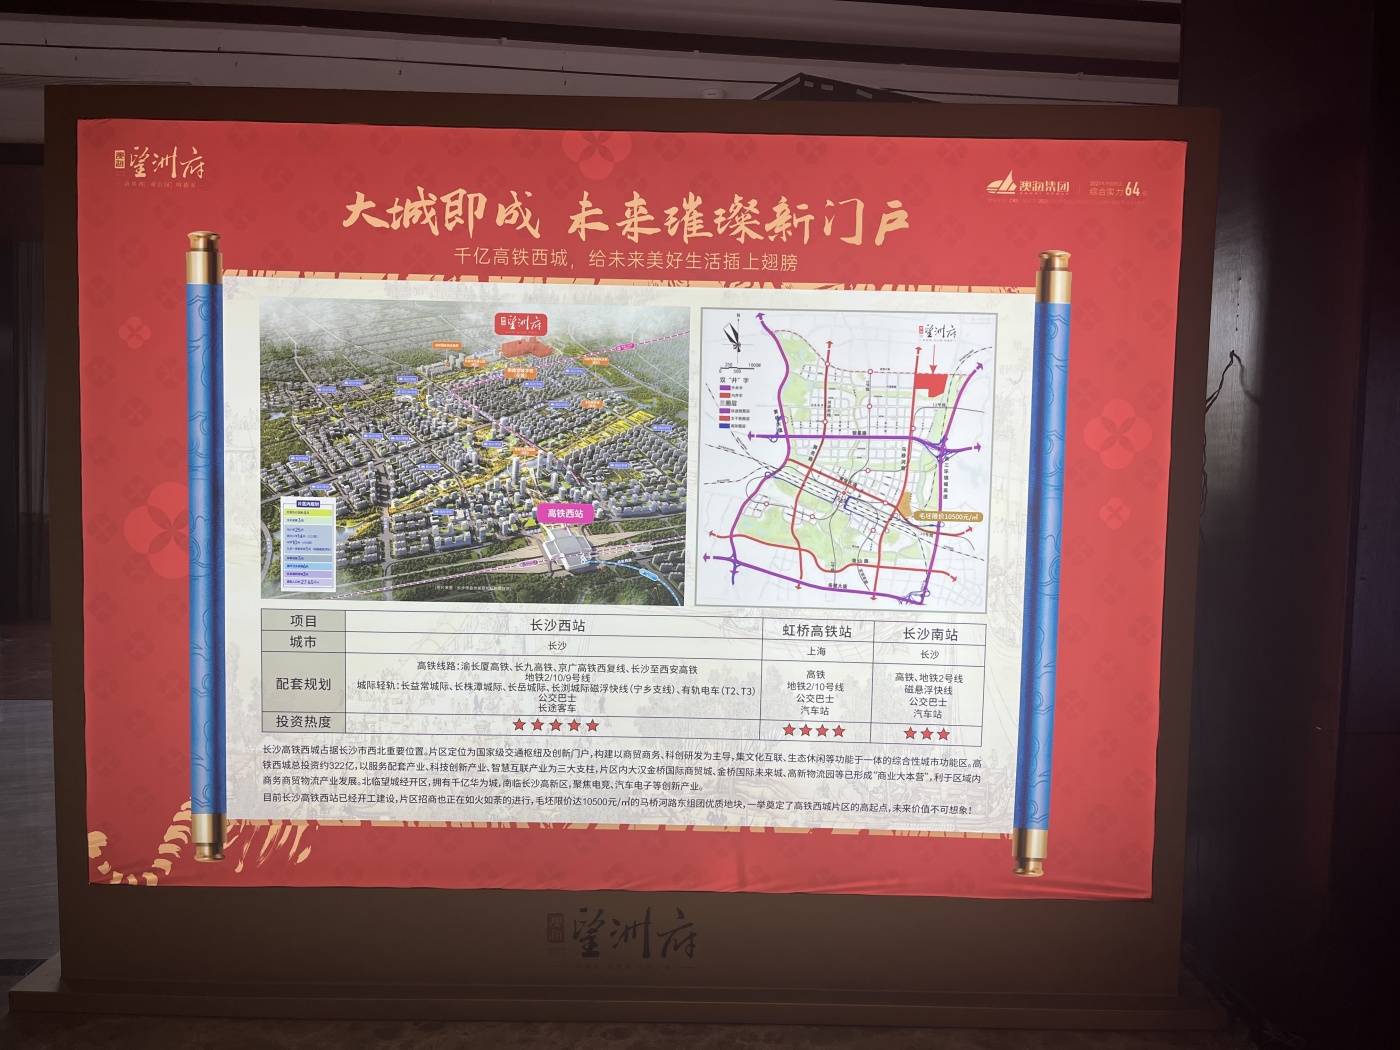 望洲府
澳海集团
综合实力64
大城即成 未来璀璨新门户
千亿高铁西城，给未来美好生活插上翅膀
望洲府
高铁西站
望洲府
双“井”字
三圈层
毛坯限价10500元/㎡
项目 长沙西站 虹桥高铁站 长沙南站
城市 长沙 上海 长沙
配套规划
高铁线路：渝长厦高铁、长九高铁、京广高铁西复线、长沙至西安高铁
地铁2/10/9号线
城际轻轨：长益常城际、长株潭城际、长岳城际、长浏城际磁浮快线（宁乡支线）、有轨电车（T2、T3）
公交巴士
长途客车
高铁
地铁2/10号线
公交巴士
汽车站
高铁、地铁2号线
磁悬浮快线
公交巴士
汽车站
投资热度 ★★★★★ ★★★★ ★★★
长沙高铁西城占据长沙市西北重要位置。片区定位为国家级交通枢纽及创新门户，构建以商贸商务、科创研发为主导，集文化互联、生态休闲等功能于一体的综合性城市功能区。高
铁西城总投资约322亿，以服务配套产业、科技创新产业、智慧互联产业为三大支柱，片区内大汉金桥国际商贸城、金桥国际未来城、高新物流园等已形成“商业大本营”，利于区域内
商务商贸物流产业发展。北临望城经开区，拥有千亿华为城，南临长沙高新区，聚焦电竞、汽车电子等创新产业。
目前长沙高铁西站已经开工建设，片区招商也正在如火如荼的进行，毛坯限价达10500元/㎡的马桥河路东组团优质地块，一举奠定了高铁西城片区的高起点，未来价值不可想象！
望洲府